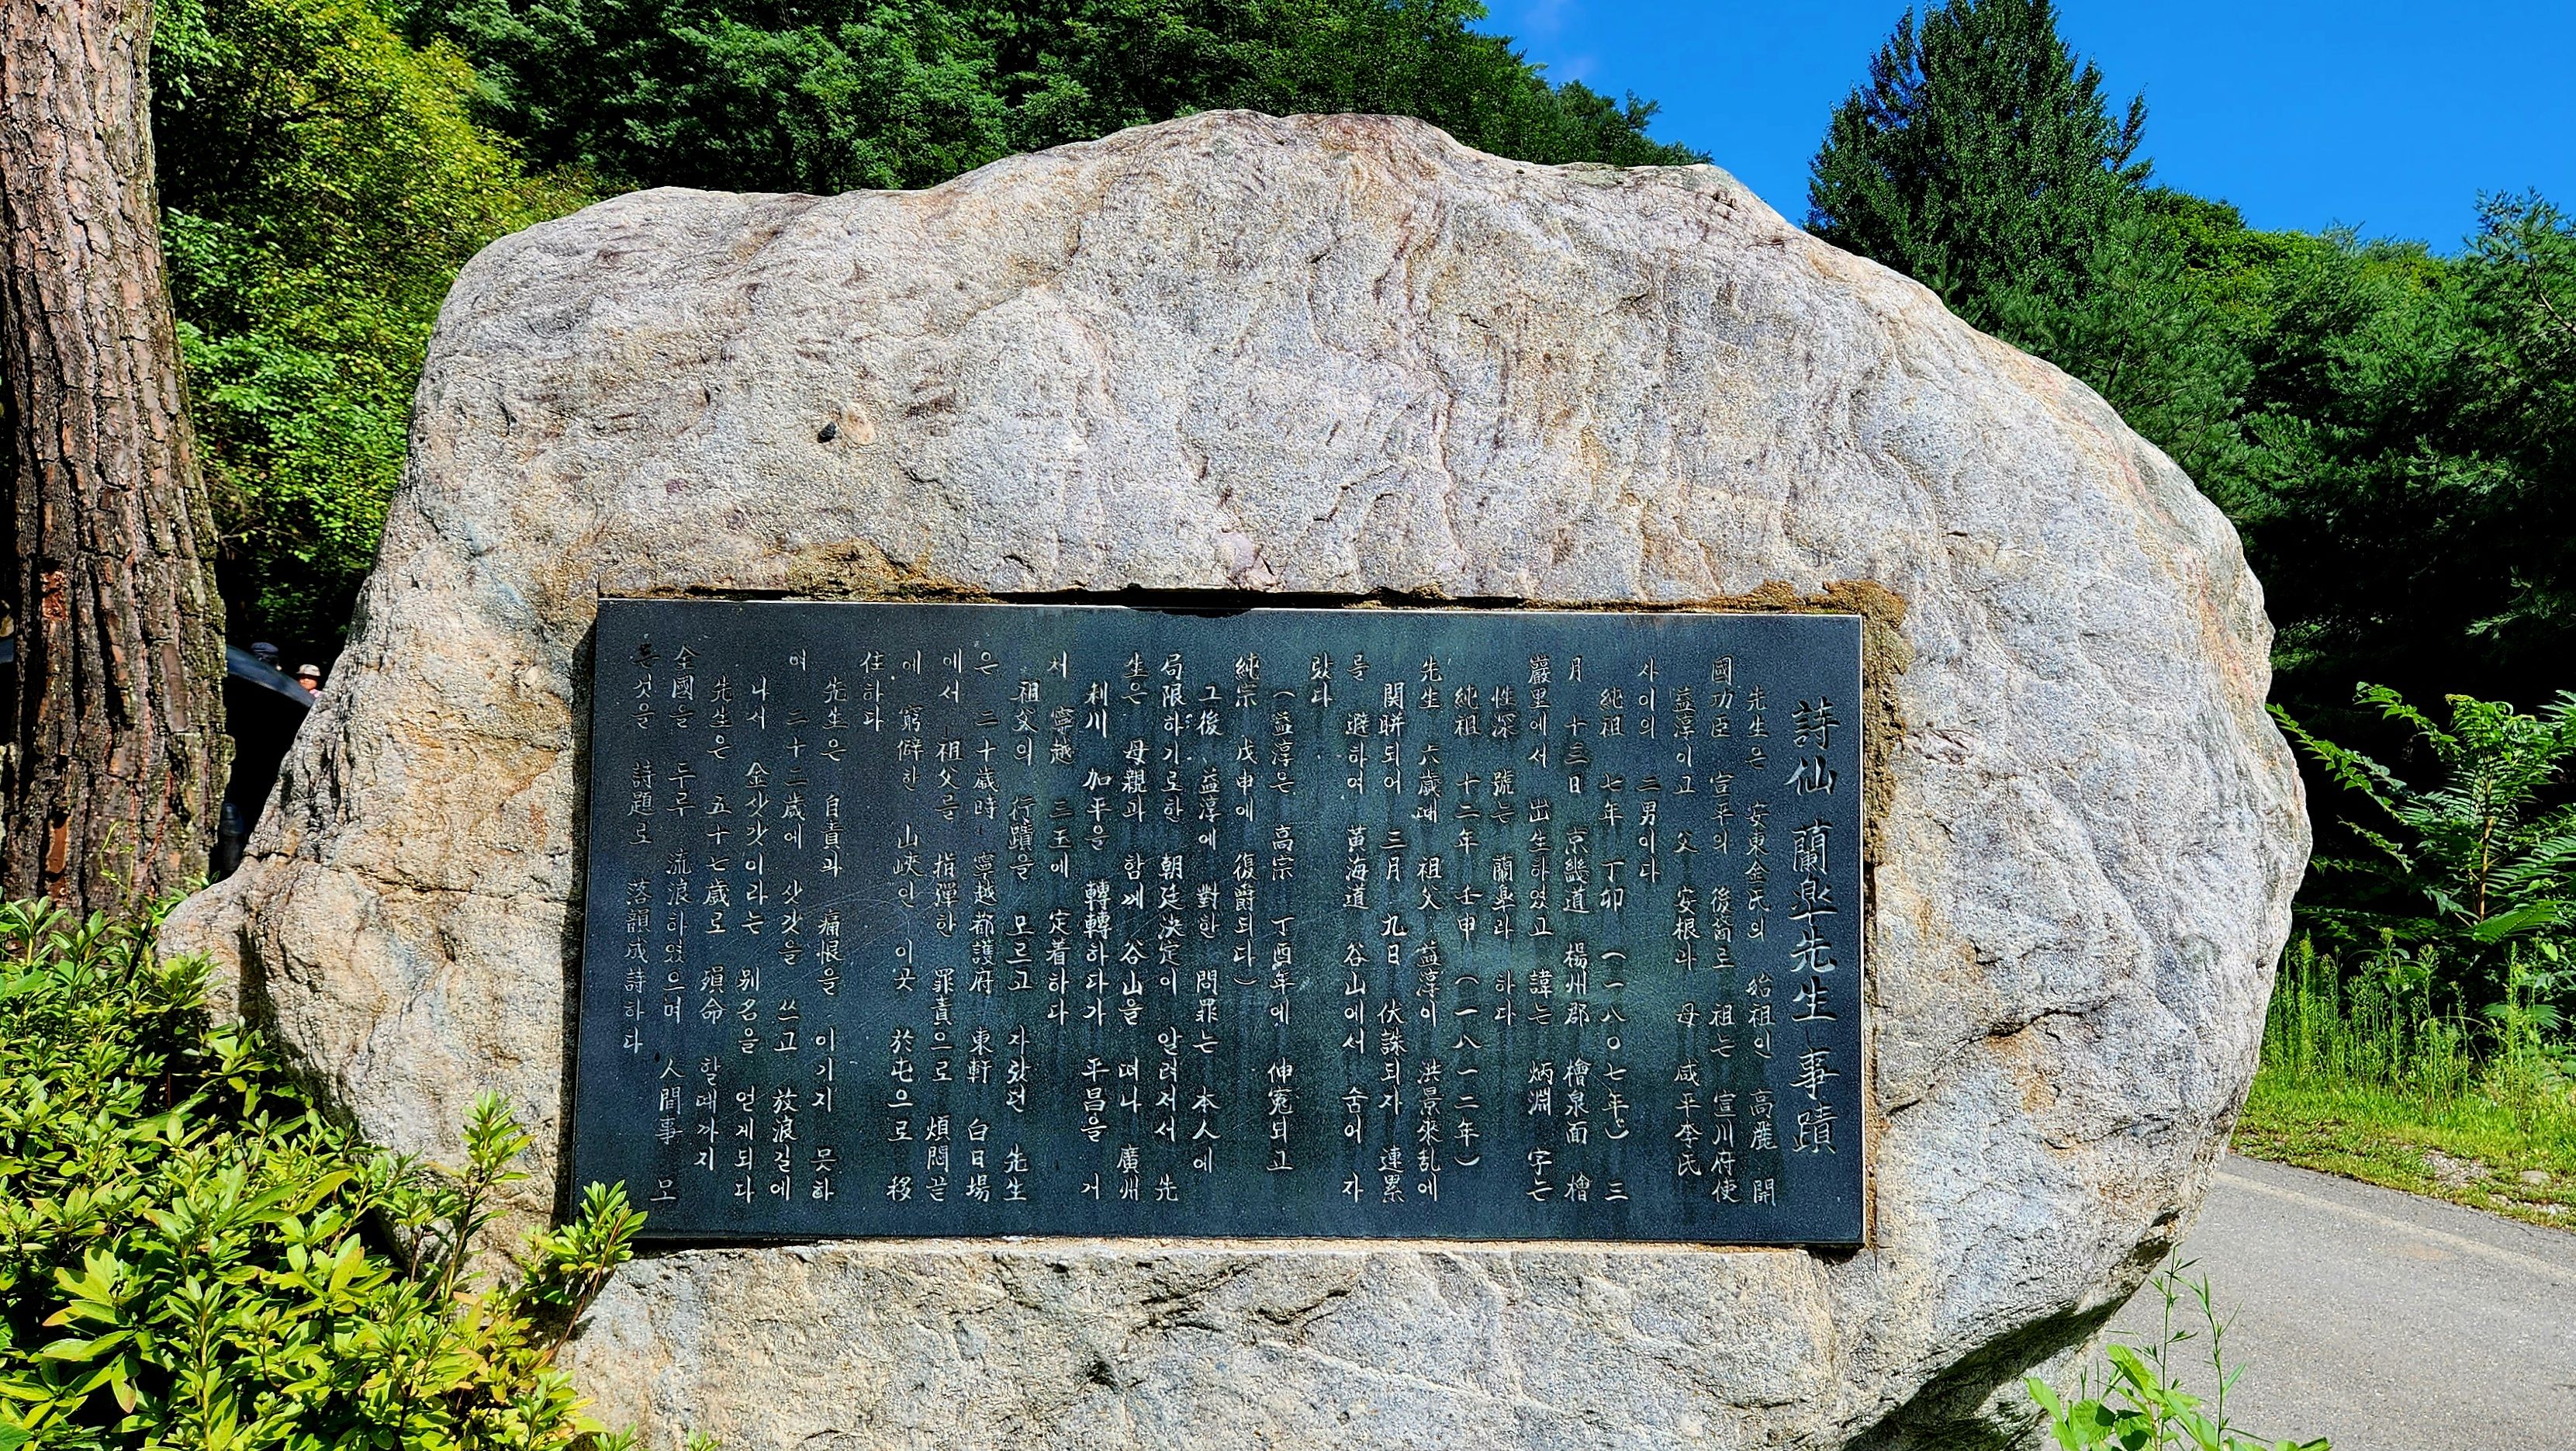 詩仙 蘭皐先生 事蹟
先生은 安東金氏의 始祖인 高麗 開
國功臣 宣平의 後裔로 祖는 宣川府使
益淳이고 父 安根과 母 咸平李氏
사이의 二男이다
純祖 七年 丁卯 (一八〇七年) 三
月 十三日 京畿道 楊州郡 檜泉面 檜
巖里에서 出生하였고 諱는 炳淵 字는
性深 號는 蘭皐라 하다
純祖 十二年 壬申 (一八一二年)
先生 六歲때 祖父 益淳이 洪景來乱에
関聯되어 三月 九日 伏誅되자 連累
를 避하여 黃海道 谷山에서 숨어 자
랐다
(益淳은 高宗 丁酉年에 伸寃되고
純宗 戊申에 復爵되다)
그後 益淳에 對한 問罪는 本人에
局限하기로한 朝廷決定이 알려져서 先
生은 母親과 함께 谷山을 떠나 廣州
利川 加平을 轉轉하다가 平昌을 거
쳐 寧越 三玉에 定着하다
祖父의 行蹟을 모르고 자랐던 先生
은 二十歲時 寧越都護府 東軒 白日場
에서 祖父를 指彈한 罪責으로 煩悶끝
에 窮僻한 山峽인 이곳 於屯으로 移
住하다
先生은 自責과 痛恨을 이기지 못하
여 二十二歲에 삿갓을 쓰고 放浪길에
나서 金삿갓이라는 別名을 얻게되다
先生은 五十七歲로 殞命 할때까지
全國을 두루 流浪하였으며 人間事 모
든것을 詩題로 落韻成詩하다